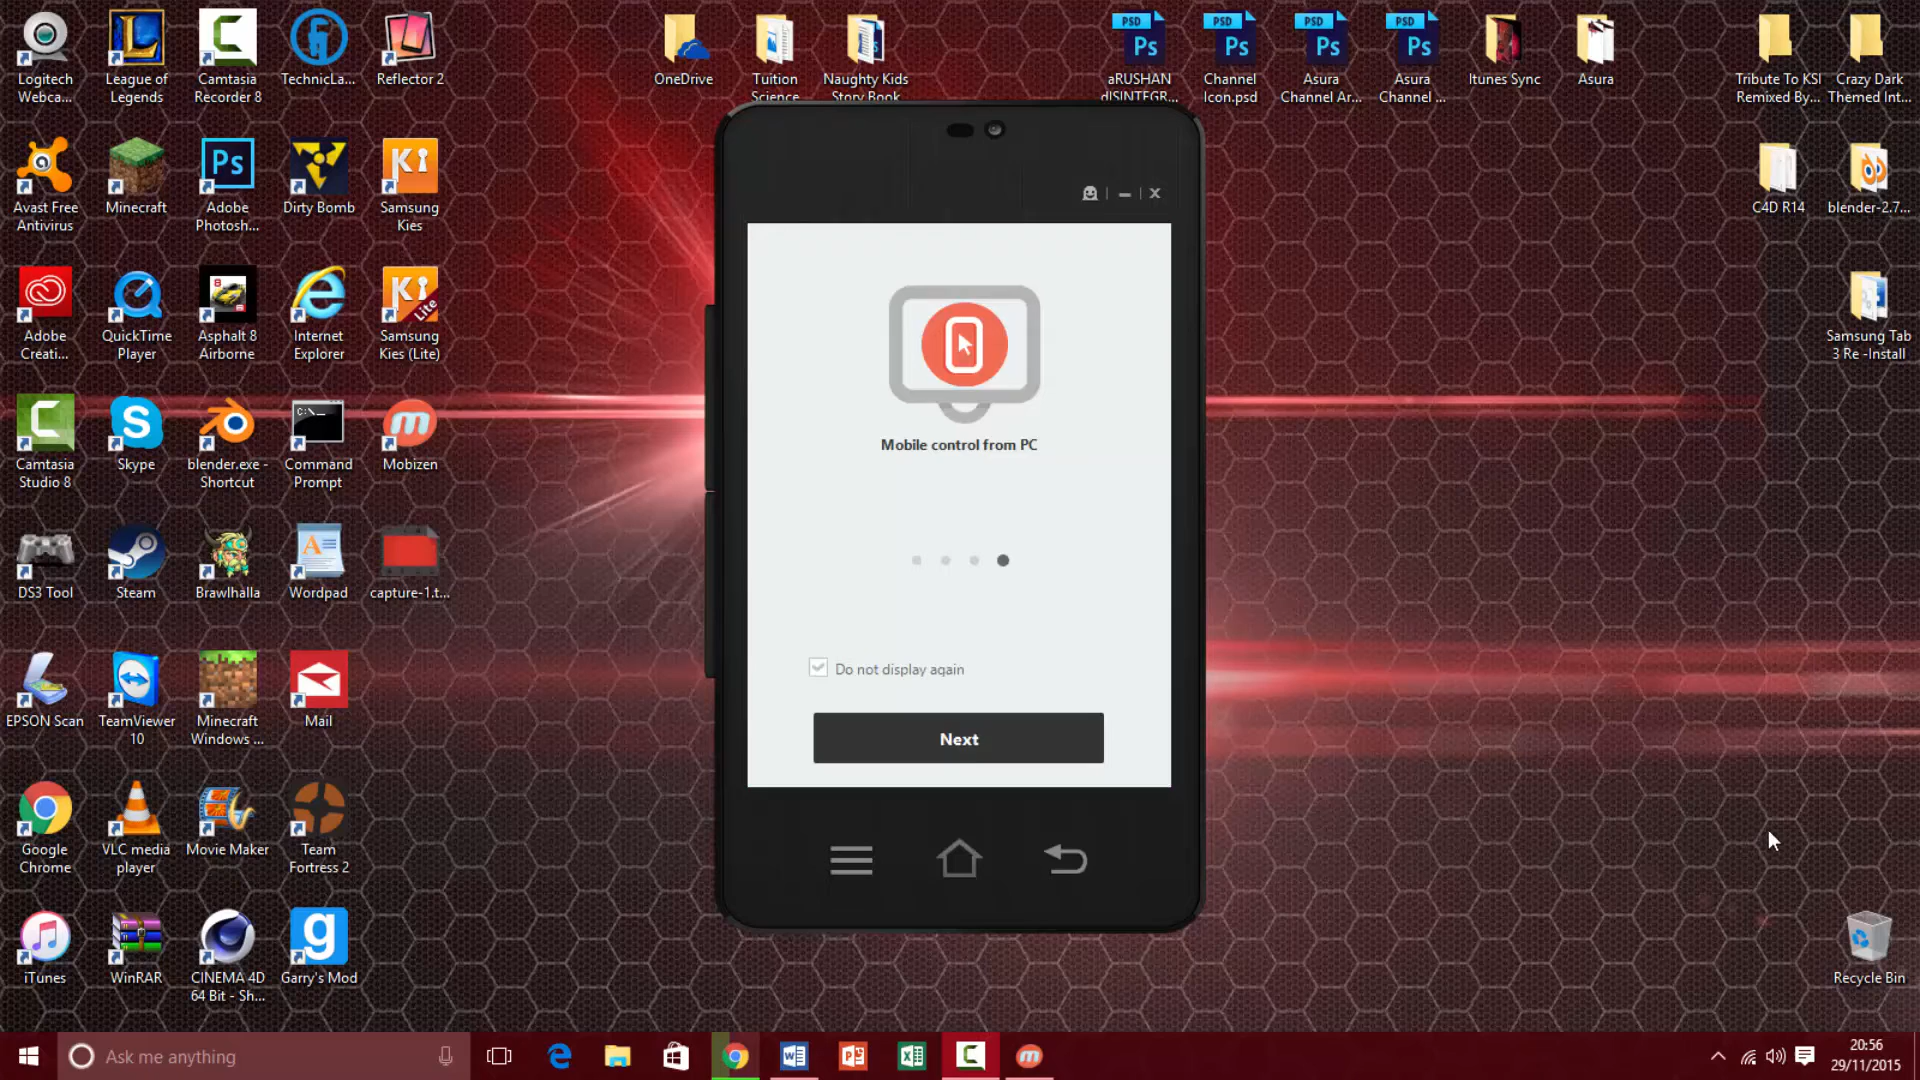 Logitech
Webca...
League of
Legends
Camtasia
Recorder 8
TechnicLa...
Reflector 2
OneDrive
Tuition
Science
Naughty Kids
Story Book
PSD
Ps
aRUSHAN
dISINTEGR...
PSD
Ps
Channel
Icon.psd
PSD
Ps
Asura
Channel Ar...
PSD
Ps
Asura
Channel ...
Itunes Sync
Asura
Tribute To KSI
Remixed By...
Crazy Dark
Themed Int...
Avast Free
Antivirus
Minecraft
Ps
Adobe
Photosh...
Dirty Bomb
Ki
Samsung
Kies
C4D R14
blender-2.7...
Adobe
Creati...
QuickTime
Player
8
Asphalt 8
Airborne
Internet
Explorer
Ki
Lite
Samsung
Kies (Lite)
Samsung Tab
3 Re -Install
Camtasia
Studio 8
Skype
blender.exe -
Shortcut
C:\_
Command
Prompt
Mobizen
Mobile control from PC
DS3 Tool
Steam
Brawlhalla
Wordpad
capture-1.t...
Do not display again
Next
EPSON Scan
TeamViewer
10
Minecraft
Windows ...
Mail
Google
Chrome
VLC media
player
Movie Maker
Team
Fortress 2
iTunes
WinRAR
CINEMA 4D
64 Bit - Sh...
g
Garry's Mod
Recycle Bin
Ask me anything
20:56
29/11/2015